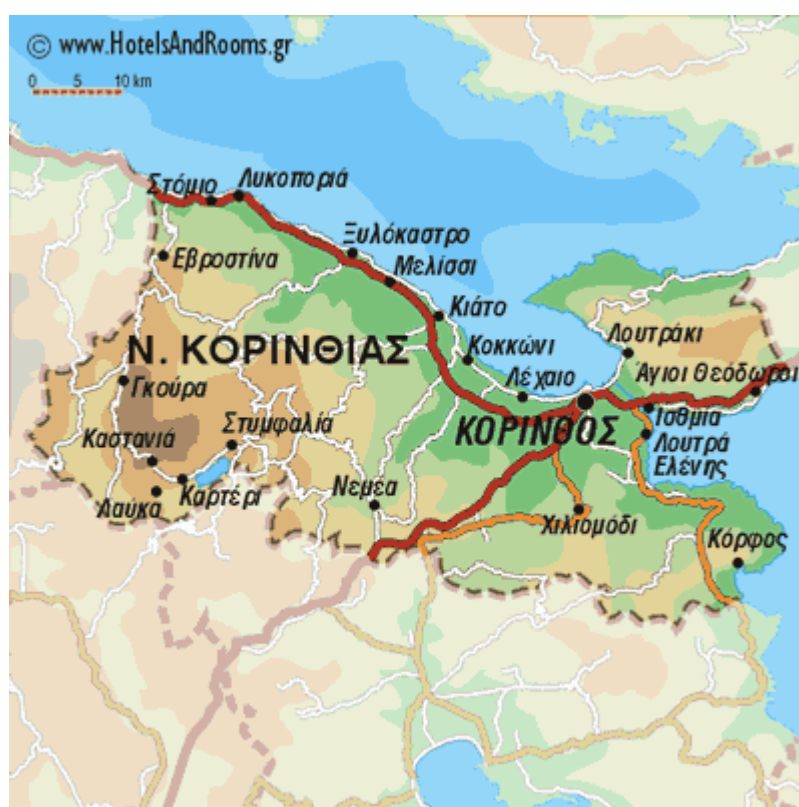 © www.HotelsAndRooms.gr
0 5 10 km
Στόμιο
Λυκοποριά
Εβροστίνα
Ξυλόκαστρο
Μελίσσι
Κιάτο
Ν. ΚΟΡΙΝΘΙΑΣ
Κοκκώνι
Λουτράκι
Γκούρα
Λέχαιο
Άγιοι Θεόδωροι
Στυμφαλία
ΚΟΡΙΝΘΟΣ
Ισθμία
Καστανιά
Λουτρά
Ελένης
Λαύκα
Καρτέρι
Νεμέα
Χιλιομόδι
Κόρφος